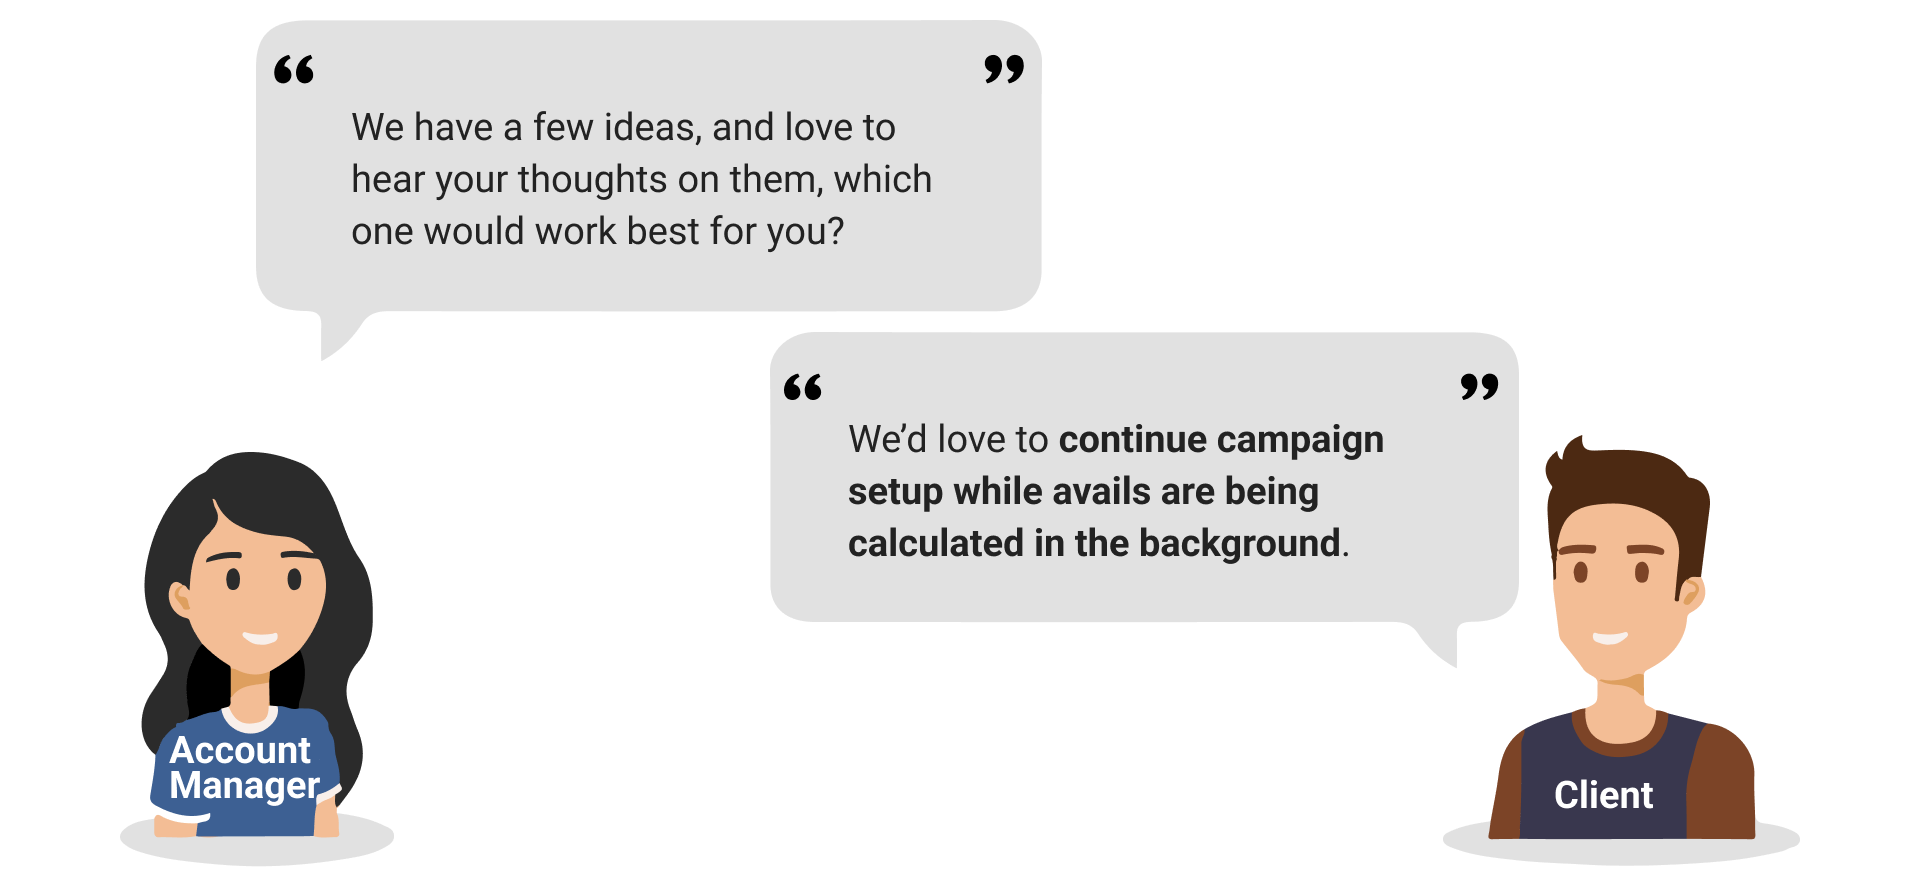 “ ”
We have a few ideas, and love to
hear your thoughts on them, which
one would work best for you?
“ ”
We’d love to continue campaign
setup while avails are being
calculated in the background.
Account
Manager
Client